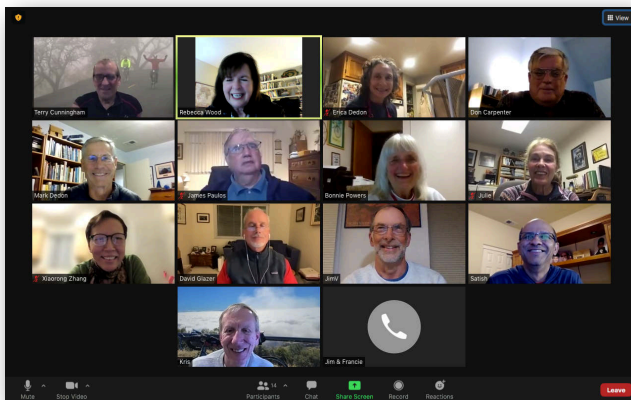 View
Terry Cunningham
Rebecca Wood..
Erica Dedon
Don Carpenter
Mark Dedon
James Paulos
Bonnie Powers
Julie
Xiaorong Zhang
David Glazer
JimV
Satish
Kris
Jim & Francie
Mute
Stop Video
14
Participants
Chat
Share Screen
Record
Reactions
Leave